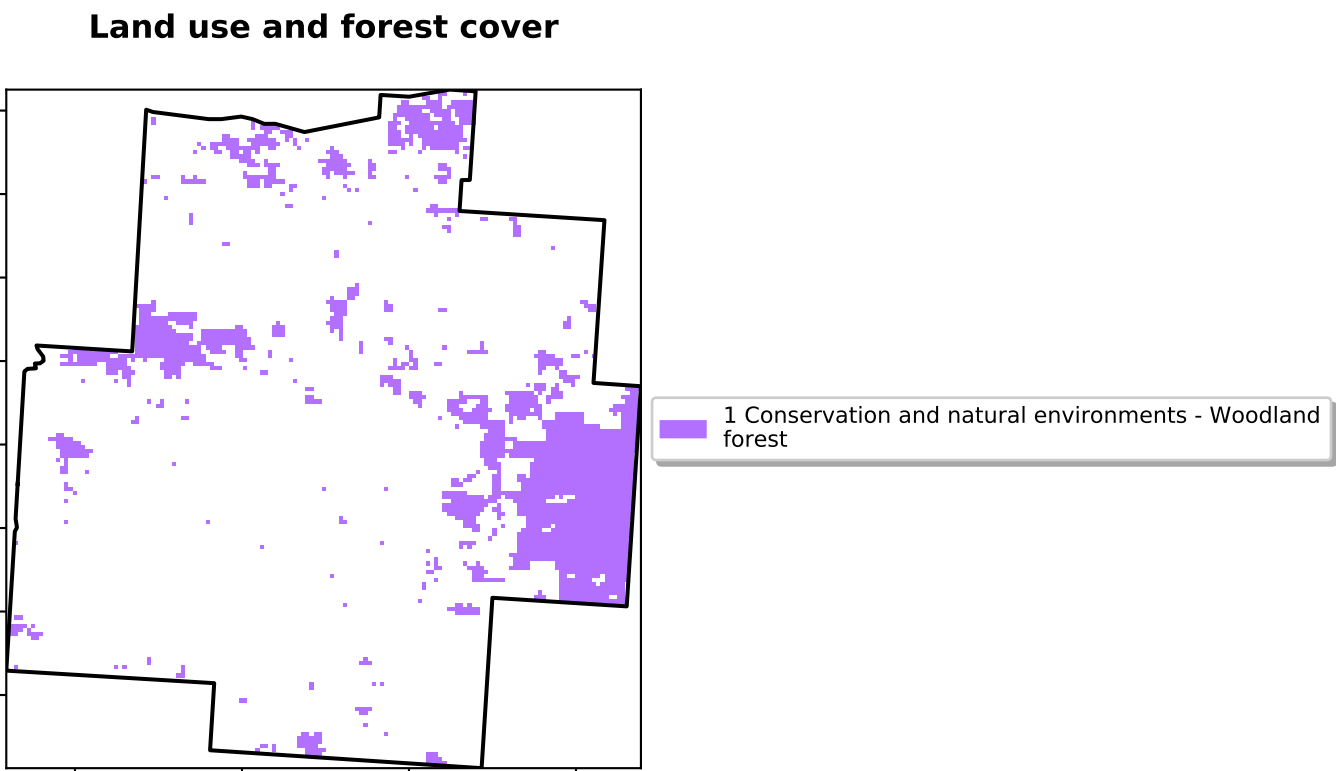 Land use and forest cover
1 Conservation and natural environments - Woodland
forest